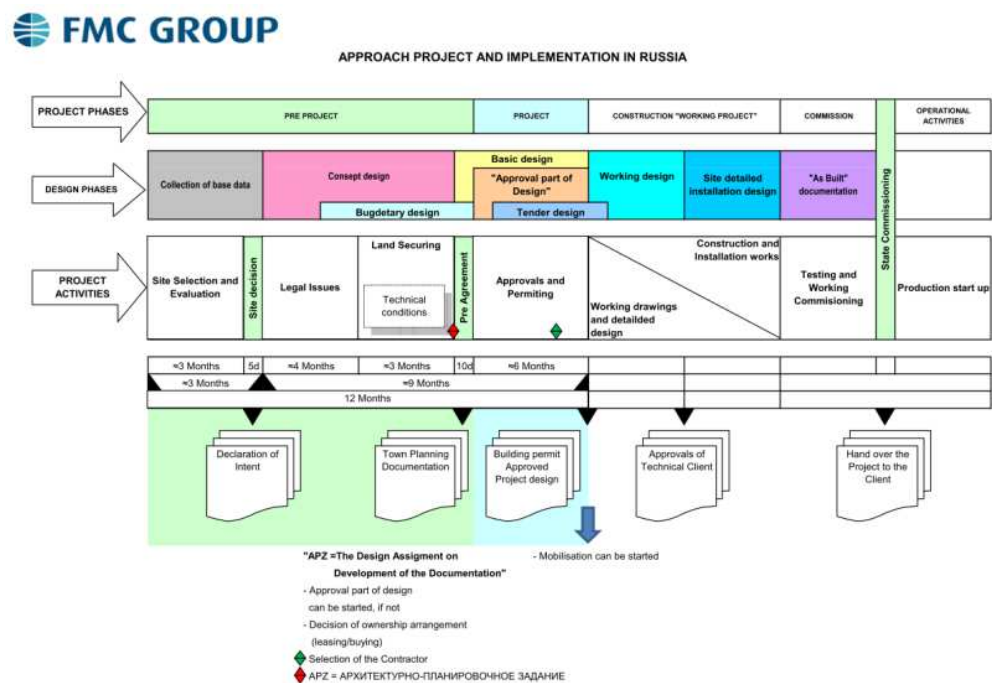 FMC GROUP
APPROACH PROJECT AND IMPLEMENTATION IN RUSSIA
PROJECT PHASES
PRE PROJECT
PROJECT
CONSTRUCTION "WORKING PROJECT"
COMMISSION
OPERATIONAL
ACTIVITIES
DESIGN PHASES
Collection of base data
Consept design
Basic design
"Approval part of
Design"
Bugdetary design
Tender design
Working design
Site detailed
installation design
"As Built"
documentation
State Commissioning
PROJECT
ACTIVITIES
Site Selection and
Evaluation
Site decision
Legal Issues
Land Securing
Technical
conditions
Pre Agreement
Approvals and
Permiting
Construction and
Installation works
Working drawings
and detailded
design
Testing and
Working
Commisioning
Production start up
≈3 Months
5d
≈4 Months
≈3 Months
10d
≈6 Months
≈3 Months
≈9 Months
12 Months
Declaration of
Intent
Town Planning
Documentation
Building permit
Approved
Project design
Approvals of
Technical Client
Hand over the
Project to the
Client
"APZ =The Design Assigment on
Development of the Documentation"
- Approval part of design
can be started, if not
- Decision of ownership arrangement
(leasing/buying)
Selection of the Contractor
APZ = АРХИТЕКТУРНО-ПЛАНИРОВОЧНОЕ ЗАДАНИЕ
- Mobilisation can be started